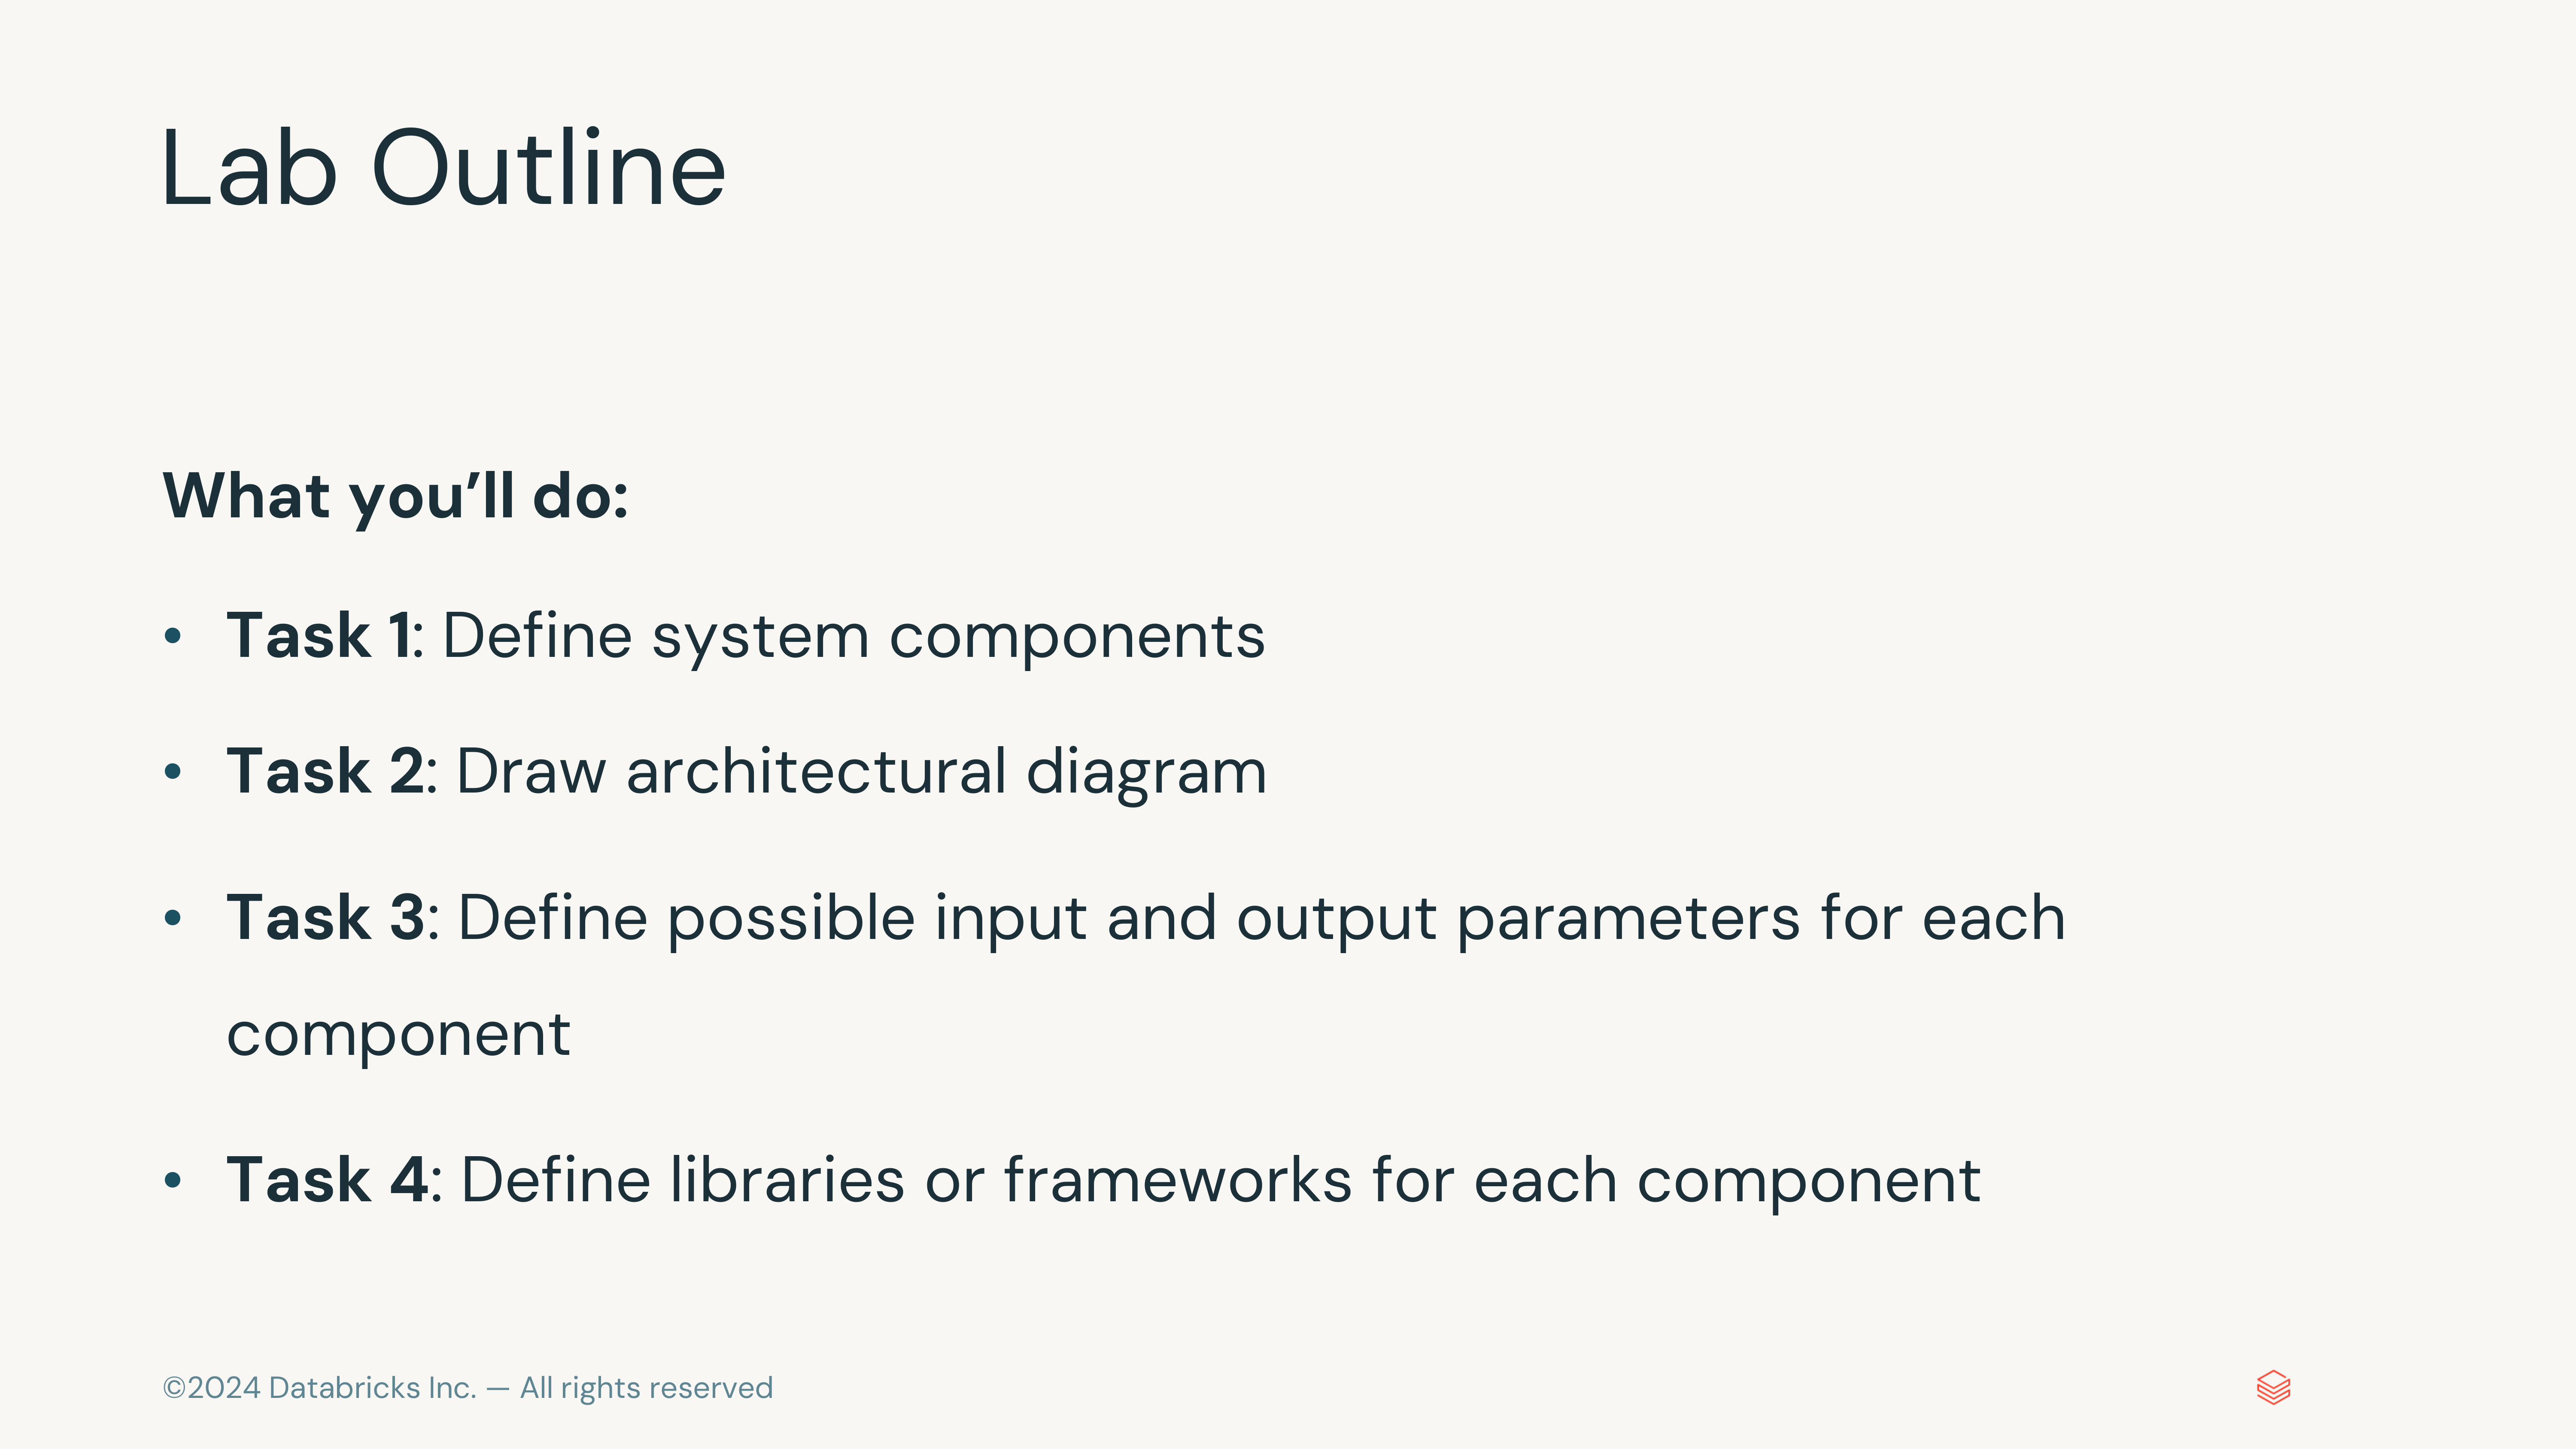 Lab Outline
What you’ll do:
• Task 1: Define system components
• Task 2: Draw architectural diagram
• Task 3: Define possible input and output parameters for each
component
• Task 4: Define libraries or frameworks for each component
©2024 Databricks Inc. — All rights reserved